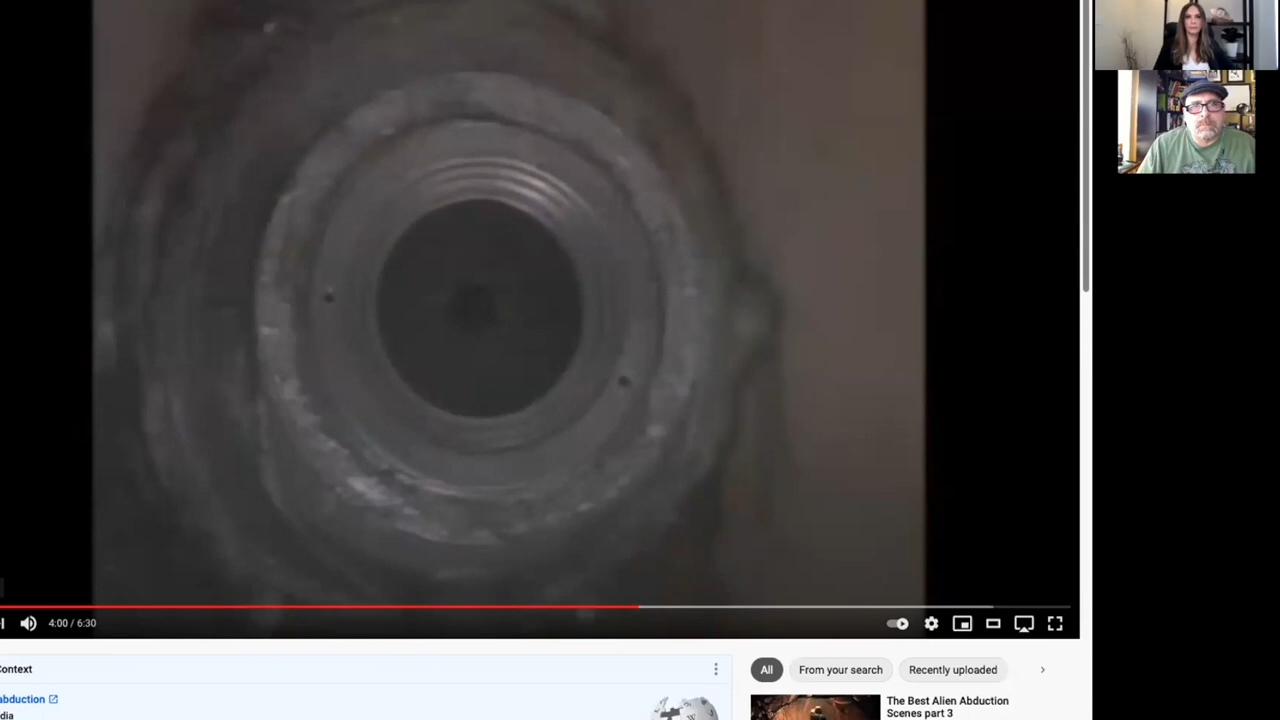 4:00 / 6:30
Context
abduction
dia
All
From your search
Recently uploaded
The Best Alien Abduction
Scenes part 3